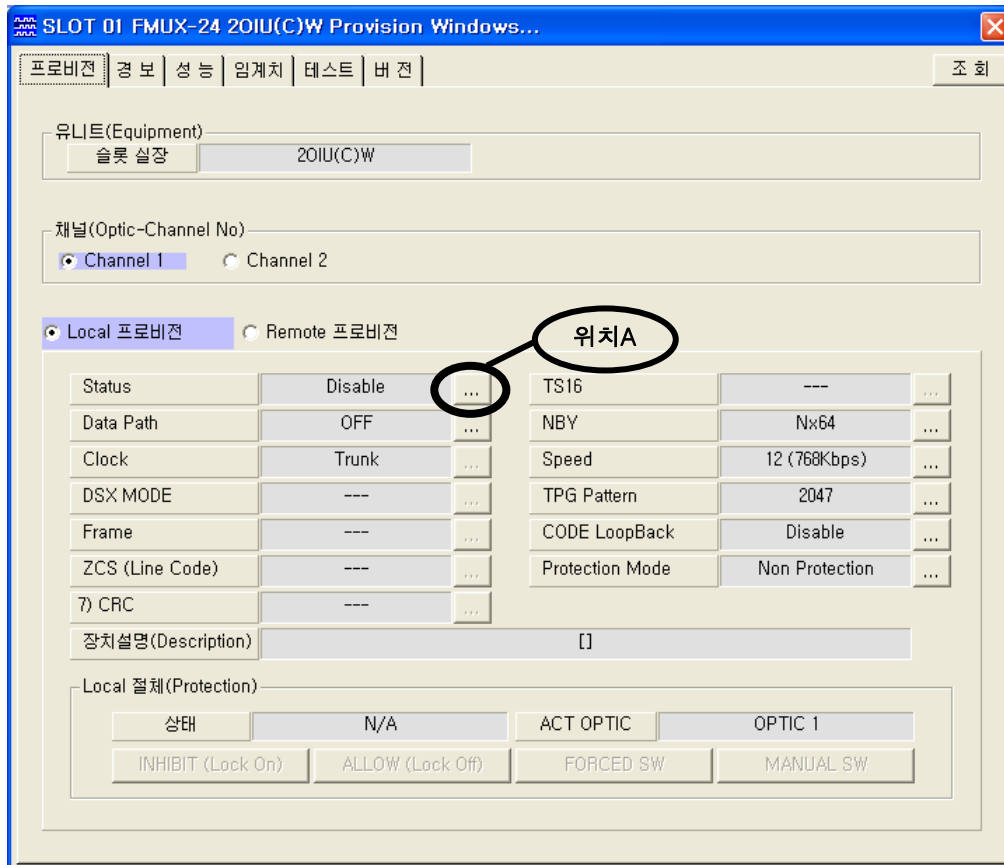 SLOT 01 FMUX-24 2OIU(C)W Provision Windows...
프로비전 경 보 성 능 임계치 테스트 버 전 조 회
유니트(Equipment)
슬롯 실장 2OIU(C)W
채널(Optic-Channel No)
Channel 1 Channel 2
Local 프로비전 Remote 프로비전
위치A
Status Disable ... TS16 --- ...
Data Path OFF ... NBY Nx64 ...
Clock Trunk ... Speed 12 (768Kbps) ...
DSX MODE --- ... TPG Pattern 2047 ...
Frame --- ... CODE LoopBack Disable ...
ZCS (Line Code) --- ... Protection Mode Non Protection ...
7) CRC --- ...
장치설명(Description) []
Local 절체(Protection)
상태 N/A ACT OPTIC OPTIC 1
INHIBIT (Lock On) ALLOW (Lock Off) FORCED SW MANUAL SW